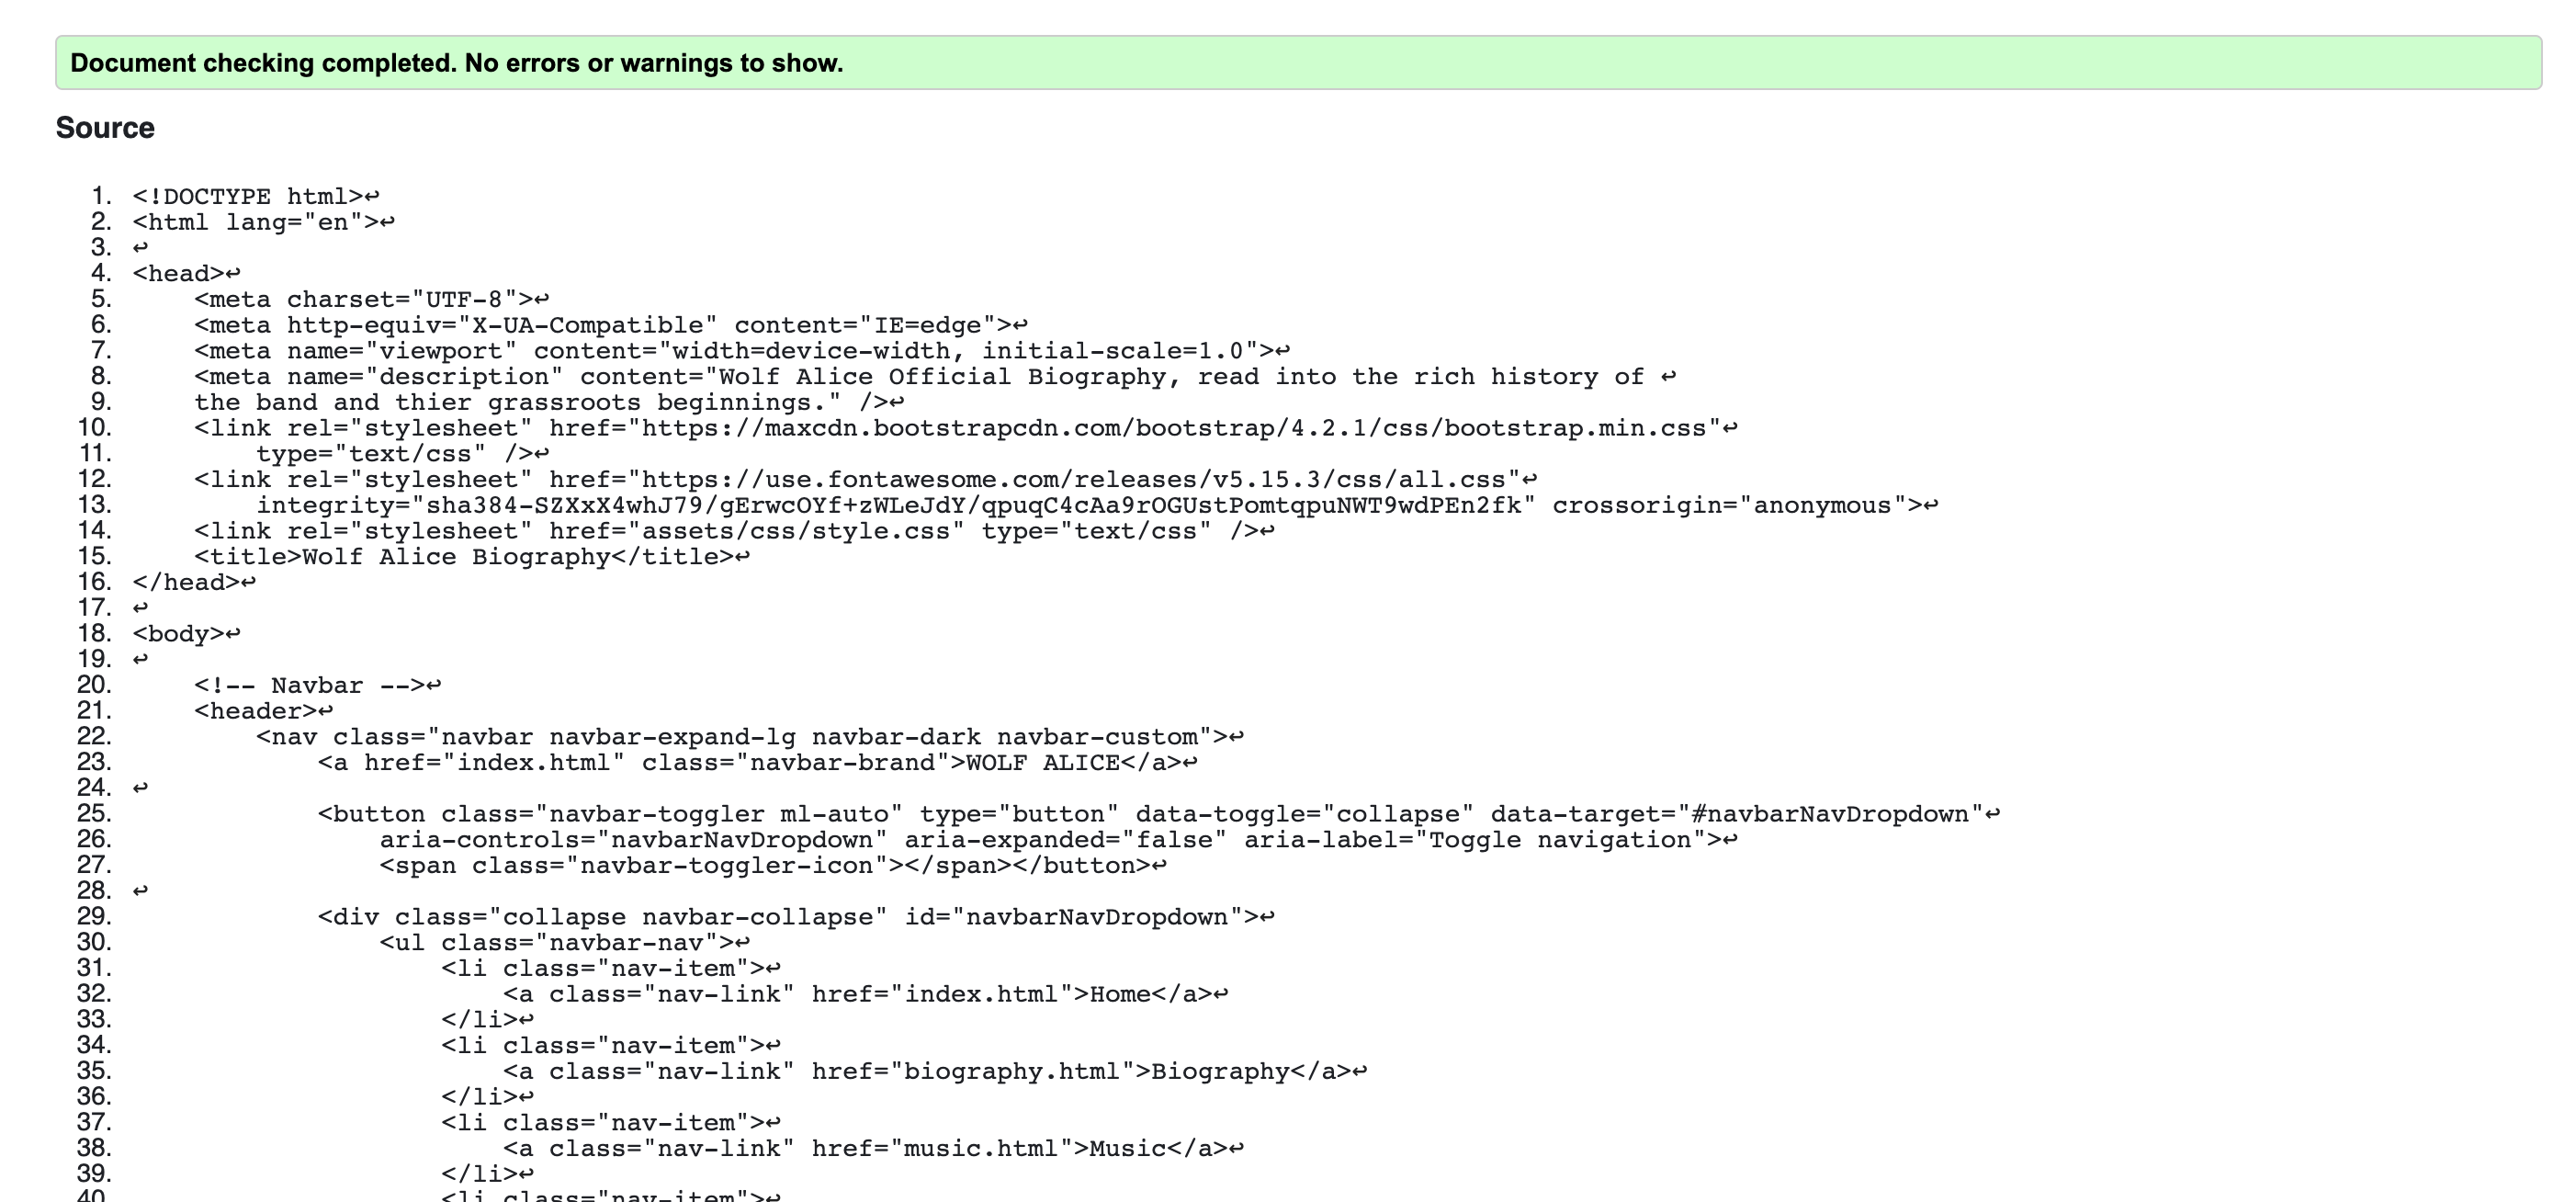 Document checking completed. No errors or warnings to show.
Source
1. <!DOCTYPE html>↩
2. <html lang="en">↩
3. ↩
4. <head>↩
5.     <meta charset="UTF-8">↩
6.     <meta http-equiv="X-UA-Compatible" content="IE=edge">↩
7.     <meta name="viewport" content="width=device-width, initial-scale=1.0">↩
8.     <meta name="description" content="Wolf Alice Official Biography, read into the rich history of ↩
9.     the band and thier grassroots beginnings." />↩
10.     <link rel="stylesheet" href="https://maxcdn.bootstrapcdn.com/bootstrap/4.2.1/css/bootstrap.min.css"↩
11.         type="text/css" />↩
12.     <link rel="stylesheet" href="https://use.fontawesome.com/releases/v5.15.3/css/all.css"↩
13.         integrity="sha384-SZXxX4whJ79/gErwcOYf+zWLeJdY/qpuqC4cAa9rOGUstPomtqpuNWT9wdPEn2fk" crossorigin="anonymous">↩
14.     <link rel="stylesheet" href="assets/css/style.css" type="text/css" />↩
15.     <title>Wolf Alice Biography</title>↩
16. </head>↩
17. ↩
18. <body>↩
19. ↩
20.     <!-- Navbar -->↩
21.     <header>↩
22.         <nav class="navbar navbar-expand-lg navbar-dark navbar-custom">↩
23.             <a href="index.html" class="navbar-brand">WOLF ALICE</a>↩
24. ↩
25.             <button class="navbar-toggler ml-auto" type="button" data-toggle="collapse" data-target="#navbarNavDropdown"↩
26.                 aria-controls="navbarNavDropdown" aria-expanded="false" aria-label="Toggle navigation">↩
27.                 <span class="navbar-toggler-icon"></span></button>↩
28. ↩
29.             <div class="collapse navbar-collapse" id="navbarNavDropdown">↩
30.                 <ul class="navbar-nav">↩
31.                     <li class="nav-item">↩
32.                         <a class="nav-link" href="index.html">Home</a>↩
33.                     </li>↩
34.                     <li class="nav-item">↩
35.                         <a class="nav-link" href="biography.html">Biography</a>↩
36.                     </li>↩
37.                     <li class="nav-item">↩
38.                         <a class="nav-link" href="music.html">Music</a>↩
39.                     </li>↩
40.                     <li class="nav-item">↩